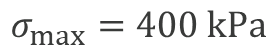 σmax = 400 kPa